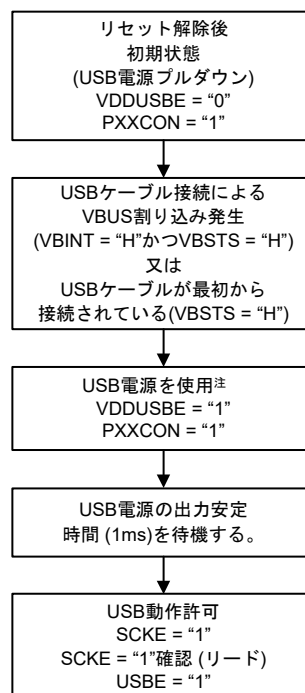 リセット解除後
初期状態
(USB電源プルダウン)
VDDUSBE = “0”
PXXCON = “1”
USBケーブル接続による
VBUS割り込み発生
(VBINT = “H”かつVBSTS = “H”)
又は
USBケーブルが最初から
接続されている(VBSTS = “H”)
USB電源を使用注
VDDUSBE = “1”
PXXCON = “1”
USB電源の出力安定
時間 (1ms)を待機する。
USB動作許可
SCKE = “1”
SCKE = “1”確認 (リード)
USBE = “1”